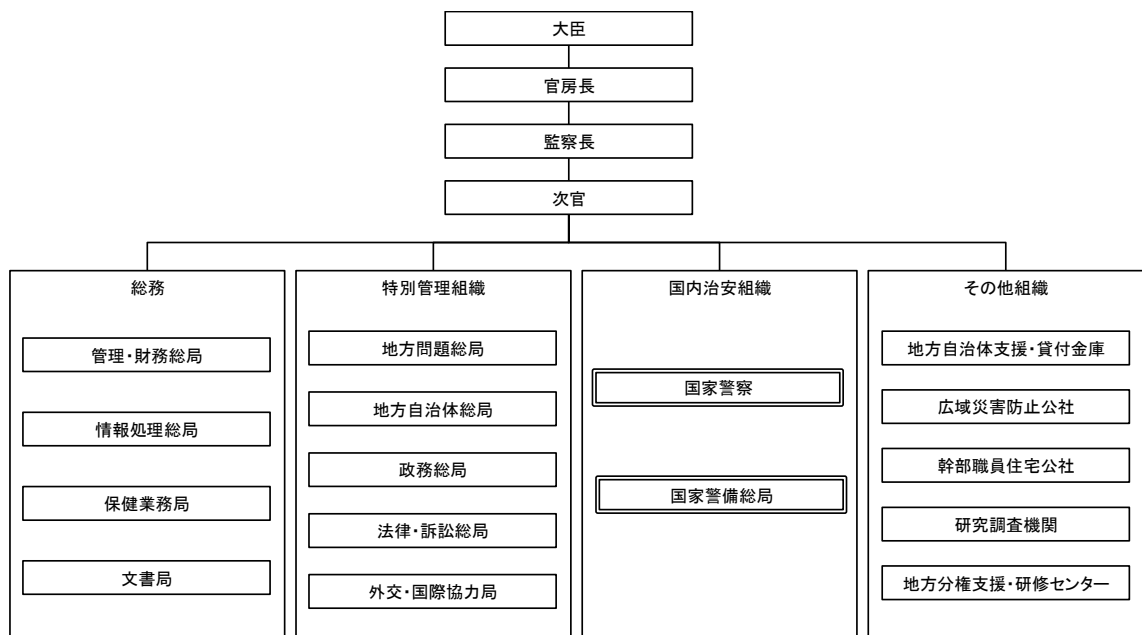 大臣
官房長
監察長
次官
総務
管理・財務総局
情報処理総局
保健業務局
文書局
特別管理組織
地方問題総局
地方自治体総局
政務総局
法律・訴訟総局
外交・国際協力局
国内治安組織
国家警察
国家警備総局
その他組織
地方自治体支援・貸付金庫
広域災害防止公社
幹部職員住宅公社
研究調査機関
地方分権支援・研修センター